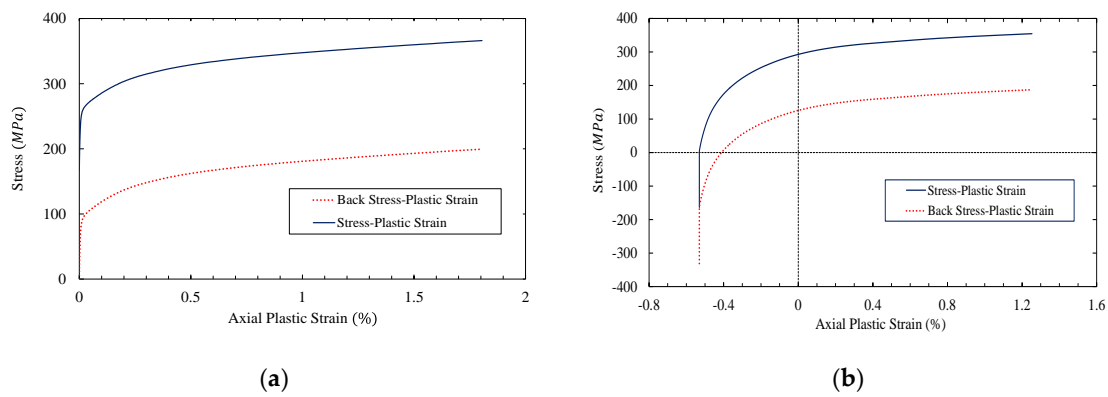 400
300
200
100
0
Stress (MPa)
0
0.5
1
1.5
2
Axial Plastic Strain (%)
Back Stress-Plastic Strain
Stress-Plastic Strain
(a)
400
300
200
100
0
-100
-200
-300
-400
Stress (MPa)
-0.8
-0.4
0
0.4
0.8
1.2
1.6
Axial Plastic Strain (%)
Stress-Plastic Strain
Back Stress-Plastic Strain
(b)